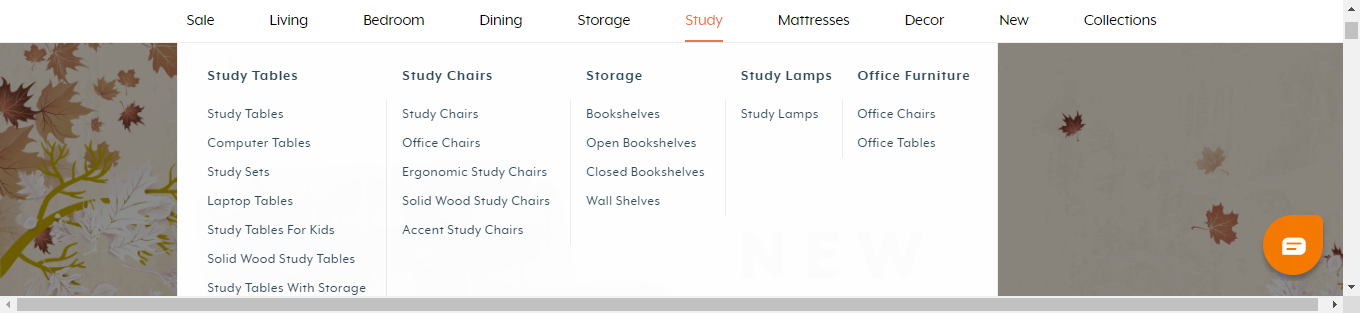 Sale Living Bedroom Dining Storage Study Mattresses Decor New Collections
Study Tables
Study Tables
Computer Tables
Study Sets
Laptop Tables
Study Tables For Kids
Solid Wood Study Tables
Study Tables With Storage
Study Chairs
Study Chairs
Office Chairs
Ergonomic Study Chairs
Solid Wood Study Chairs
Accent Study Chairs
Storage
Bookshelves
Open Bookshelves
Closed Bookshelves
Wall Shelves
Study Lamps
Study Lamps
Office Furniture
Office Chairs
Office Tables
NEW